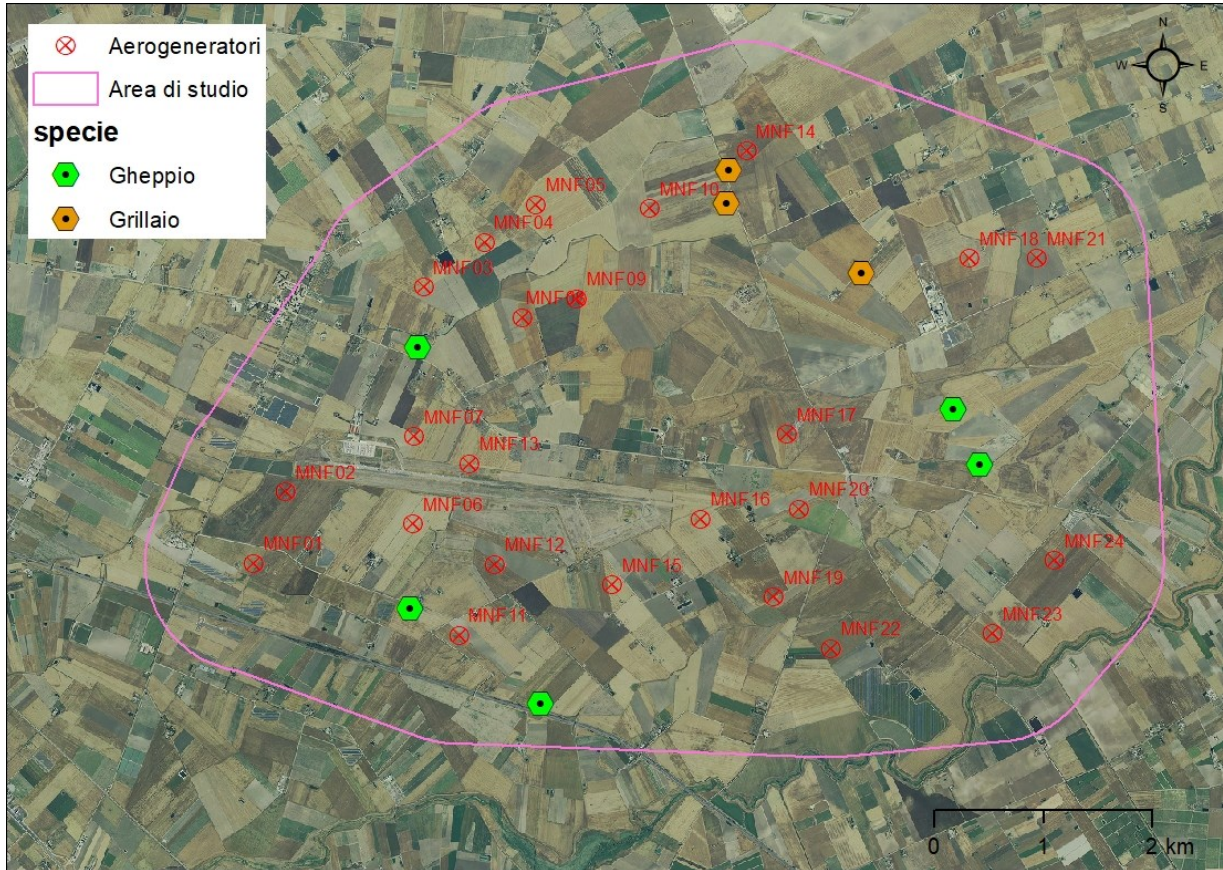 Aerogeneratori
Area di studio
specie
Gheppio
Grillaio
N
W E
S
MNF14
MNF05
MNF10
MNF04
MNF18 MNF21
MNF03
MNF09
MNF08
MNF07
MNF17
MNF13
MNF02
MNF20
MNF16
MNF06
MNF01
MNF12
MNF24
MNF15
MNF19
MNF11
MNF23
MNF22
0 1 2 km